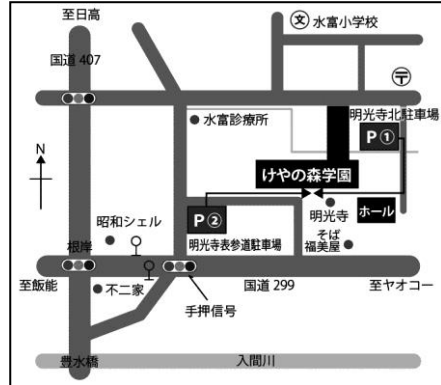 至日高
国道 407
文
水富小学校
〒
水富診療所
明光寺北駐車場
P①
けやの森学園
N
P②
明光寺
ホール
昭和シェル
明光寺表参道駐車場
そば
福美屋
根岸
至飯能
不二家
国道 299
至ヤオコー
手押信号
豊水橋
入間川